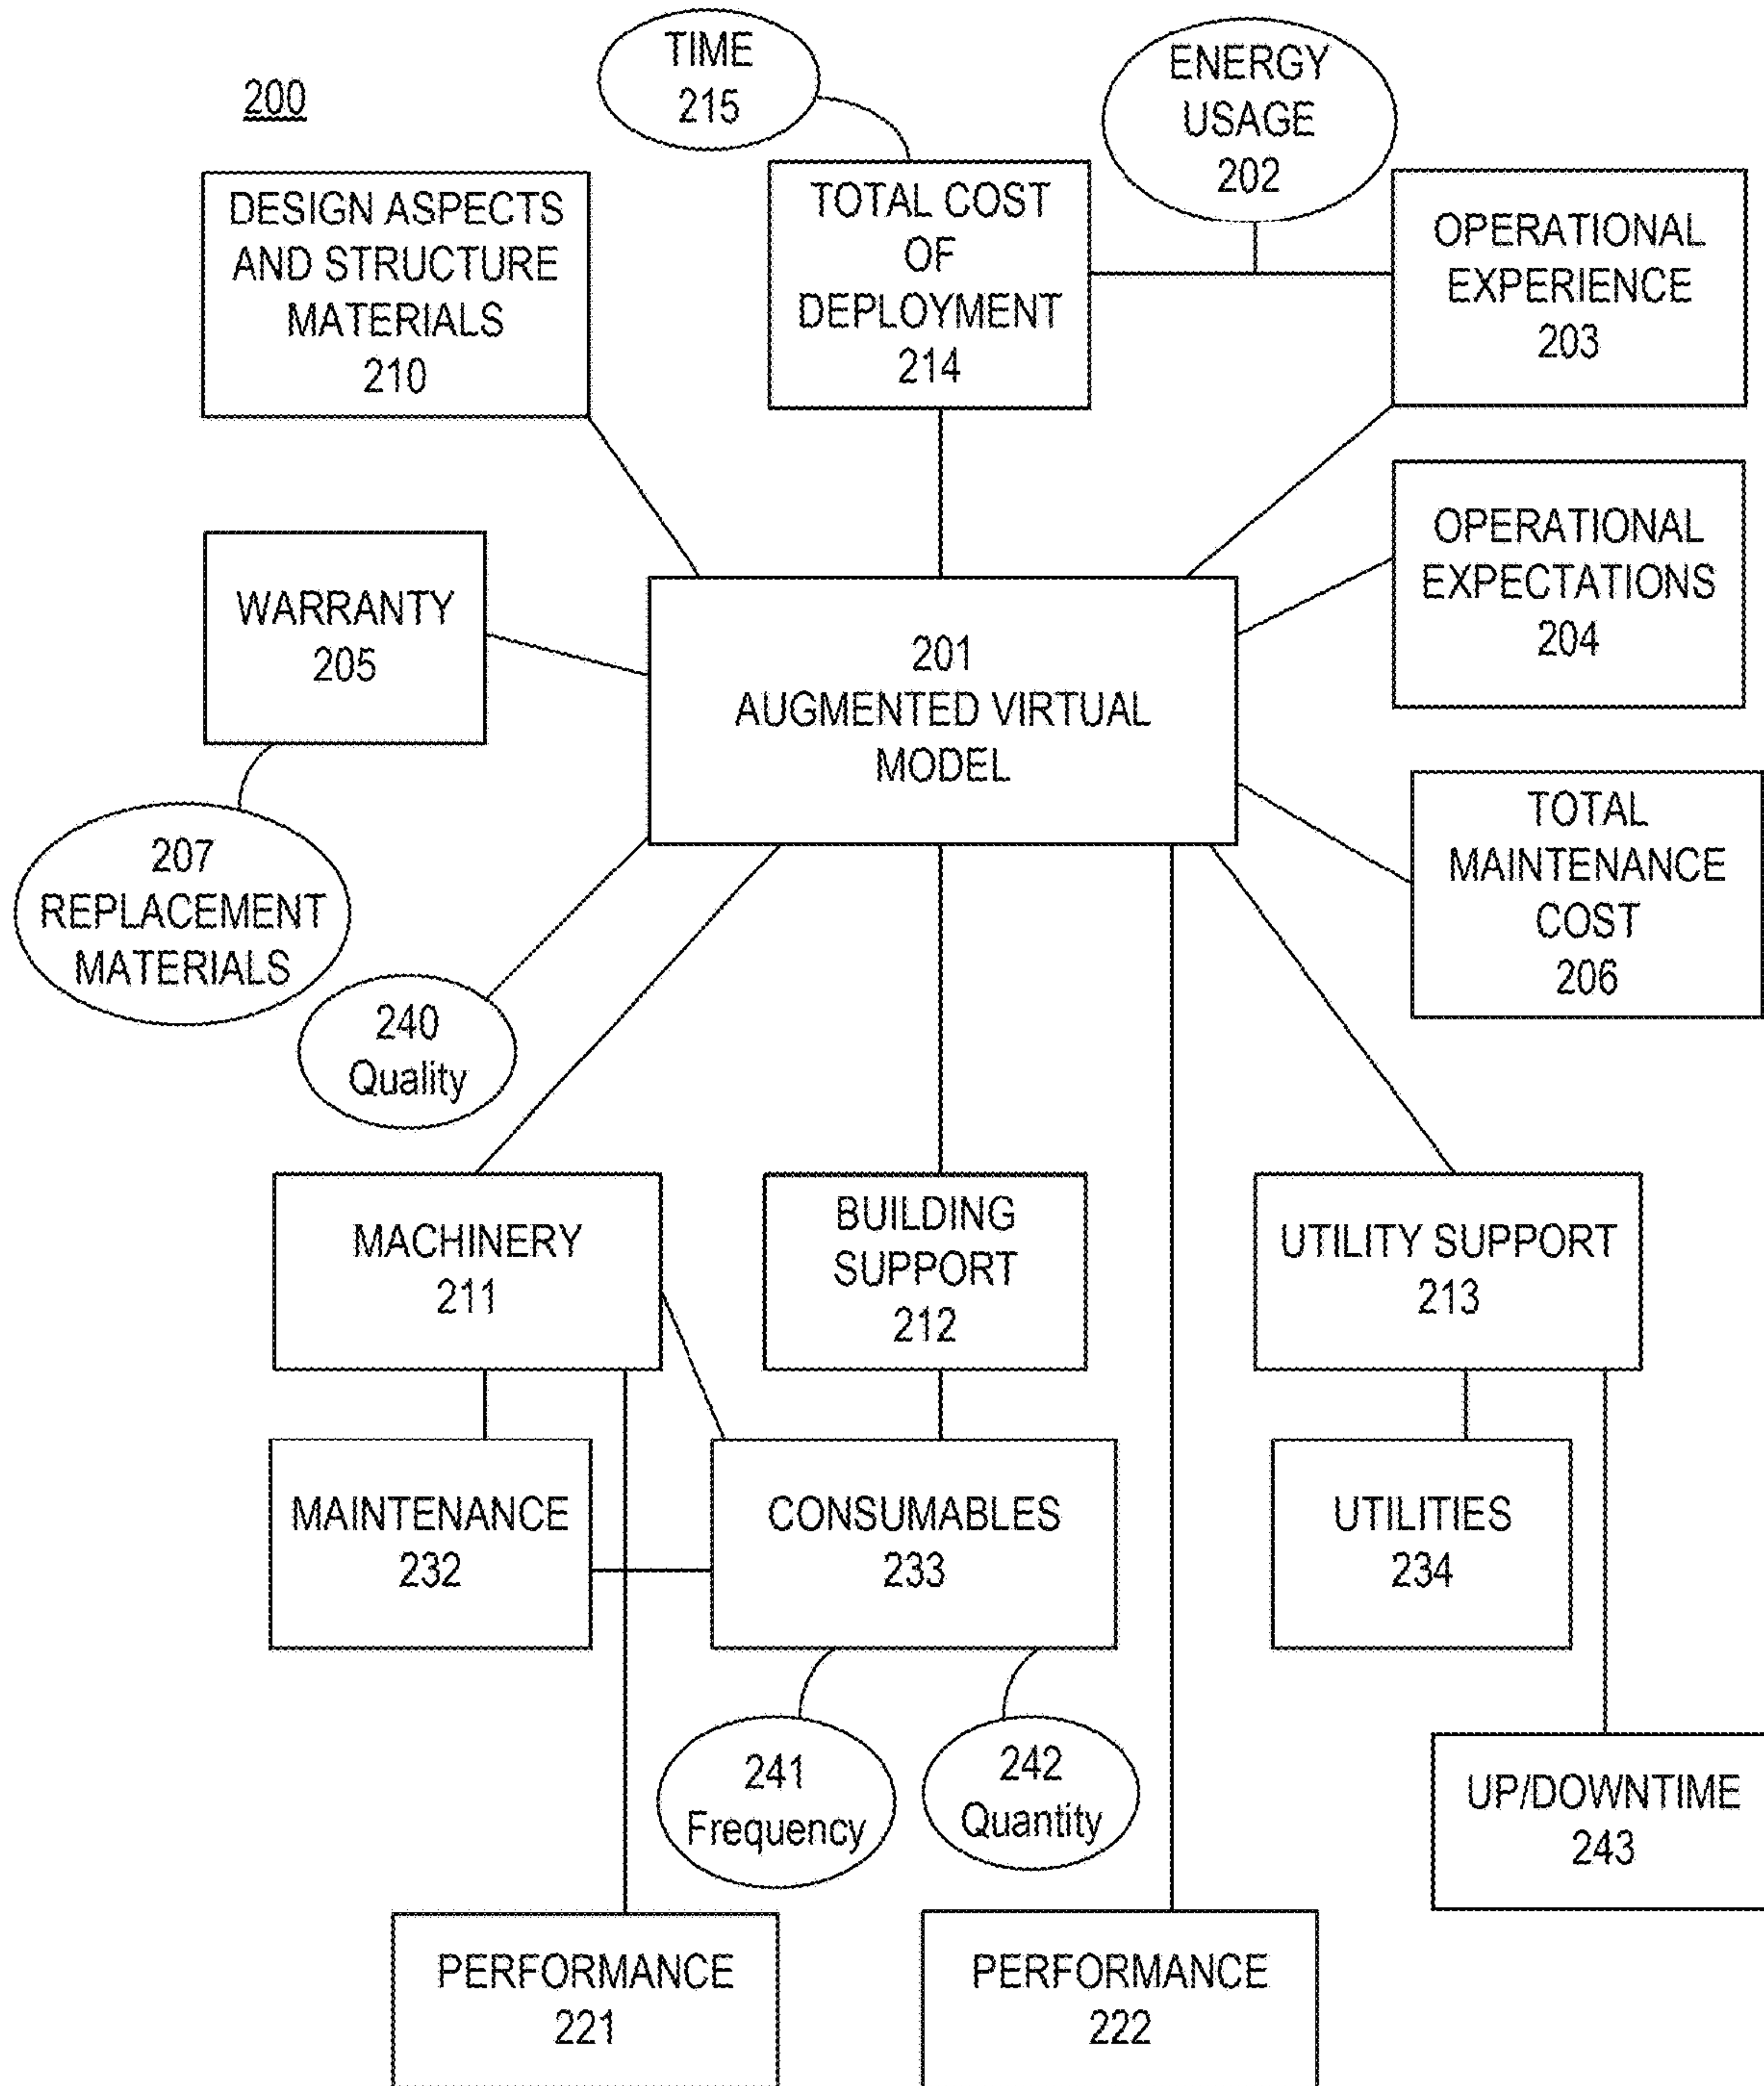 200
TIME
215
ENERGY
USAGE
202
DESIGN ASPECTS
AND STRUCTURE
MATERIALS
210
TOTAL COST
OF
DEPLOYMENT
214
OPERATIONAL
EXPERIENCE
203
WARRANTY
205
201
AUGMENTED VIRTUAL
MODEL
OPERATIONAL
EXPECTATIONS
204
207
REPLACEMENT
MATERIALS
TOTAL
MAINTENANCE
COST
206
240
Quality
MACHINERY
211
BUILDING
SUPPORT
212
UTILITY SUPPORT
213
MAINTENANCE
232
CONSUMABLES
233
UTILITIES
234
241
Frequency
242
Quantity
UP/DOWNTIME
243
PERFORMANCE
221
PERFORMANCE
222